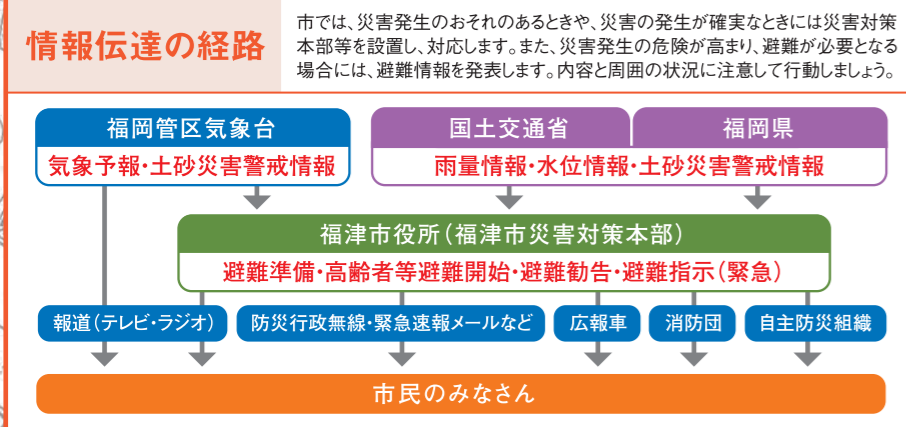 情報伝達の経路
市では、災害発生のおそれのあるときや、災害の発生が確実なときには災害対策
本部等を設置し、対応します。また、災害発生の危険が高まり、避難が必要となる
場合には、避難情報を発表します。内容と周囲の状況に注意して行動しましょう。
福岡管区気象台
気象予報・土砂災害警戒情報
国土交通省
福岡県
雨量情報・水位情報・土砂災害警戒情報
福津市役所（福津市災害対策本部）
避難準備・高齢者等避難開始・避難勧告・避難指示（緊急）
報道（テレビ・ラジオ）
防災行政無線・緊急速報メールなど
広報車
消防団
自主防災組織
市民のみなさん